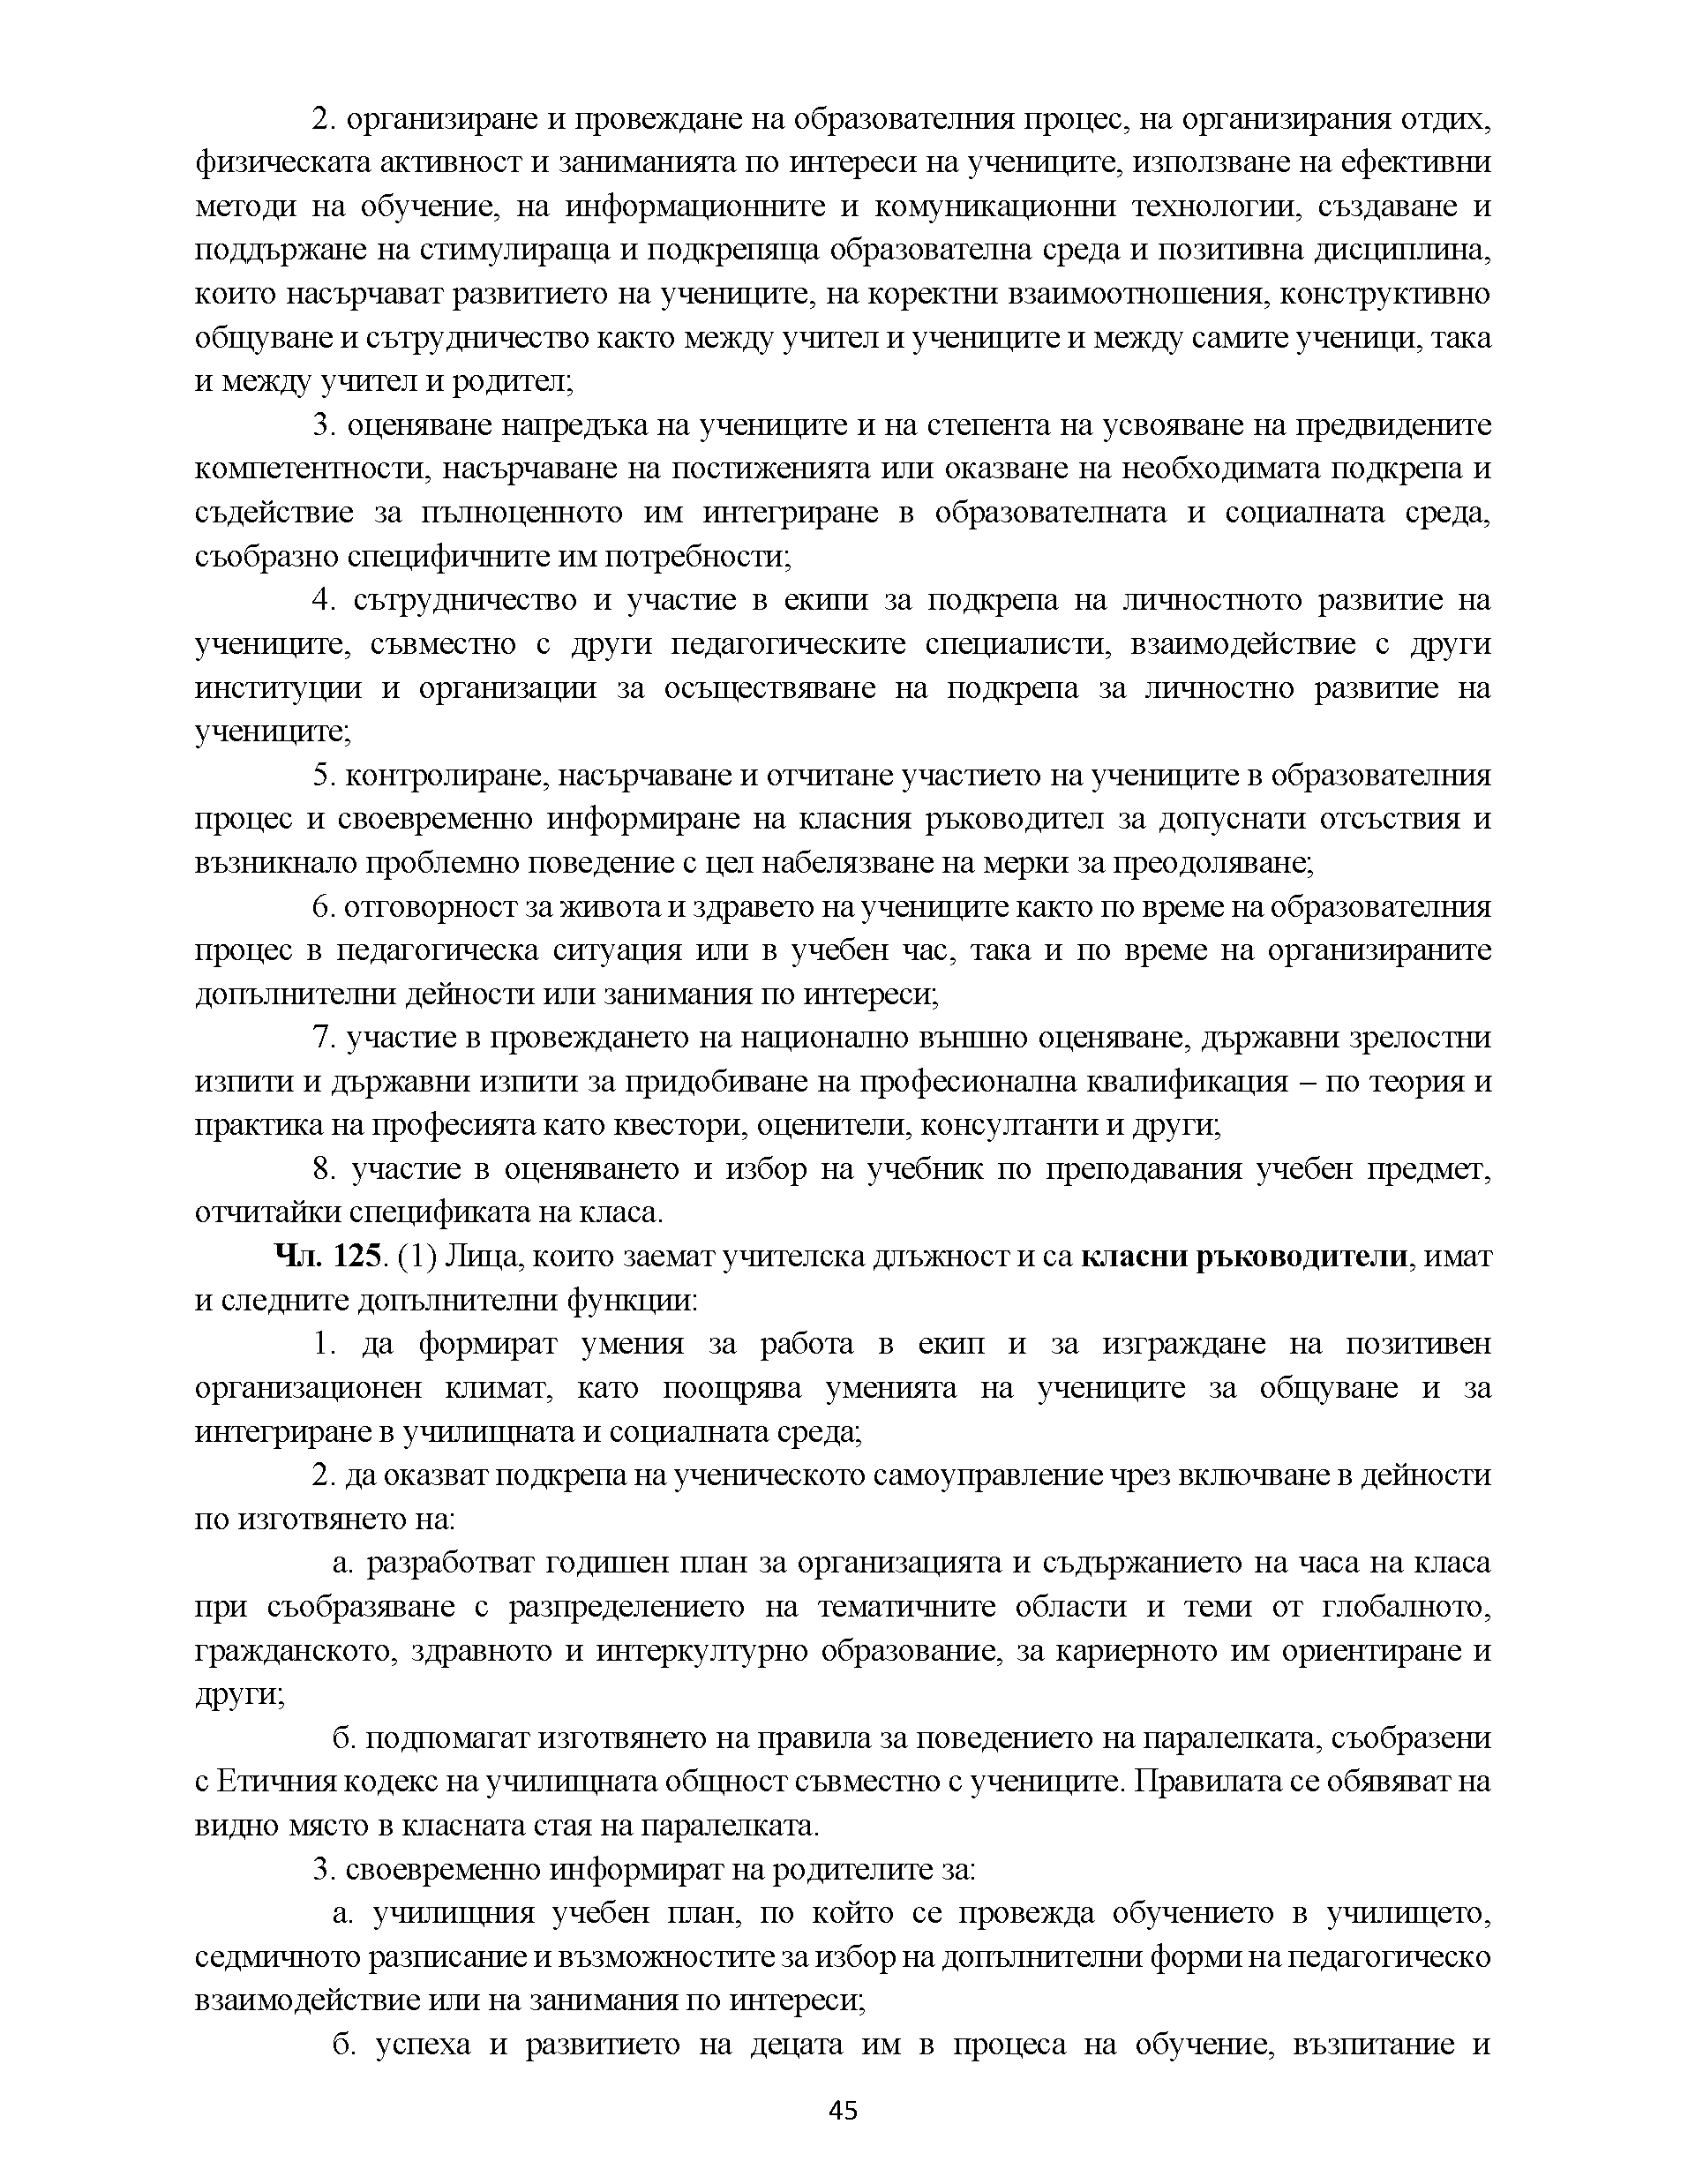 2. организиране и провеждане на образователния процес, на организирания отдих,
физическата активност и заниманията по интереси на учениците, използване на ефективни
методи на обучение, на информационните и комуникационни технологии, създаване и
поддържане на стимулираща и подкрепяща образователна среда и позитивна дисциплина,
които насърчават развитието на учениците, на коректни взаимоотношения, конструктивно
общуване и сътрудничество както между учител и учениците и между самите ученици, така
и между учител и родител;
3. оценяване напредъка на учениците и на степента на усвояване на предвидените
компетентности, насърчаване на постиженията или оказване на необходимата подкрепа и
съдействие за пълноценното им интегриране в образователната и социалната среда,
съобразно специфичните им потребности;
4. сътрудничество и участие в екипи за подкрепа на личностното развитие на
учениците, съвместно с други педагогическите специалисти, взаимодействие с други
институции и организации за осъществяване на подкрепа за личностно развитие на
учениците;
5. контролиране, насърчаване и отчитане участието на учениците в образователния
процес и своевременно информиране на класния ръководител за допуснати отсъствия и
възникнало проблемно поведение с цел набелязване на мерки за преодоляване;
6. отговорност за живота и здравето на учениците както по време на образователния
процес в педагогическа ситуация или в учебен час, така и по време на организираните
допълнителни дейности или занимания по интереси;
7. участие в провеждането на национално външно оценяване, държавни зрелостни
изпити и държавни изпити за придобиване на професионална квалификация – по теория и
практика на професията като квестори, оценители, консултанти и други;
8. участие в оценяването и избор на учебник по преподавания учебен предмет,
отчитайки спецификата на класа.
Чл. 125. (1) Лица, които заемат учителска длъжност и са класни ръководители, имат
и следните допълнителни функции:
1. да формират умения за работа в екип и за изграждане на позитивен
организационен климат, като поощрява уменията на учениците за общуване и за
интегриране в училищната и социалната среда;
2. да оказват подкрепа на ученическото самоуправление чрез включване в дейности
по изготвянето на:
а. разработват годишен план за организацията и съдържанието на часа на класа
при съобразяване с разпределението на тематичните области и теми от глобалното,
гражданското, здравното и интеркултурно образование, за кариерното им ориентиране и
други;
б. подпомагат изготвянето на правила за поведението на паралелката, съобразени
с Етичния кодекс на училищната общност съвместно с учениците. Правилата се обявяват на
видно място в класната стая на паралелката.
3. своевременно информират на родителите за:
а. училищния учебен план, по който се провежда обучението в училището,
седмичното разписание и възможностите за избор на допълнителни форми на педагогическо
взаимодействие или на занимания по интереси;
б. успеха и развитието на децата им в процеса на обучение, възпитание и
45